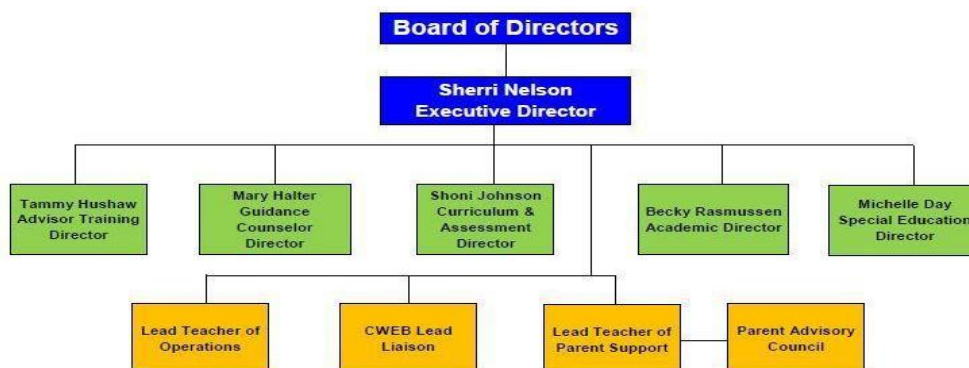 Board of Directors
Sherri Nelson
Executive Director
Tammy Hushaw
Advisor Training
Director
Mary Halter
Guidance
Counselor
Director
Shoni Johnson
Curriculum &
Assessment
Director
Becky Rasmussen
Academic Director
Michelle Day
Special Education
Director
Lead Teacher of
Operations
CWEB Lead
Liaison
Lead Teacher of
Parent Support
Parent Advisory
Council